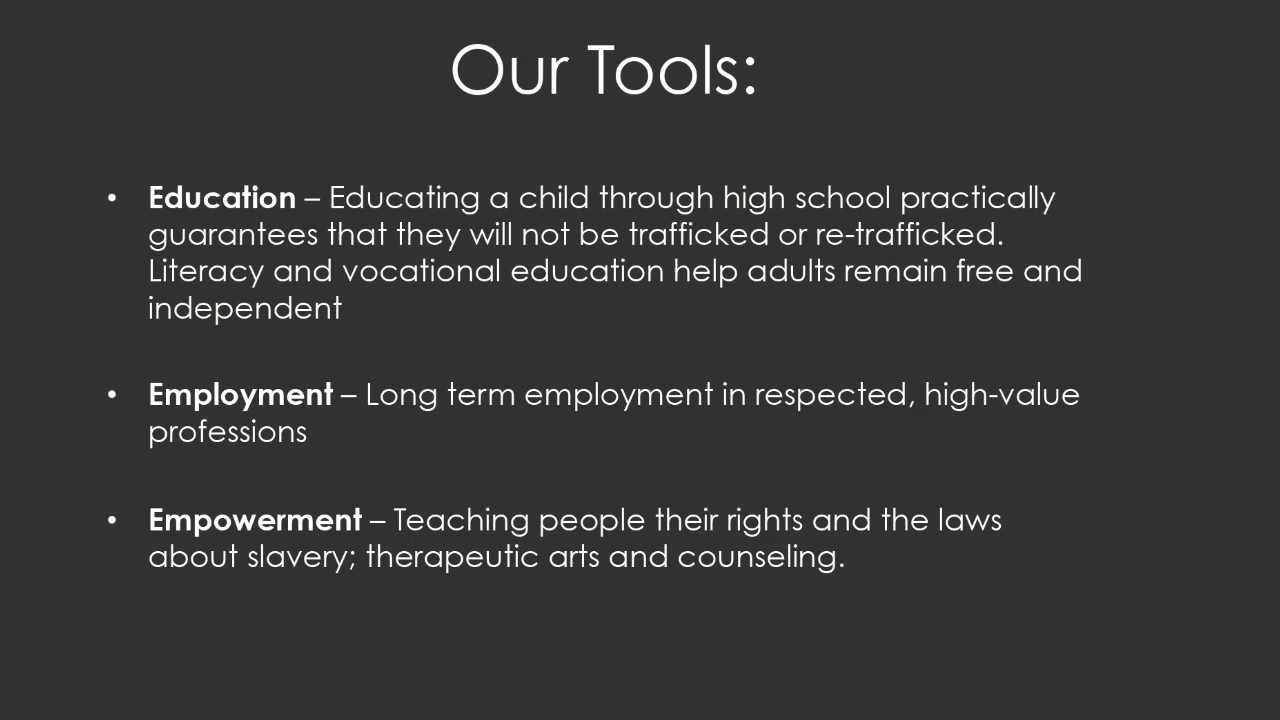 Our Tools:
• Education – Educating a child through high school practically
guarantees that they will not be trafficked or re-trafficked.
Literacy and vocational education help adults remain free and
independent
• Employment – Long term employment in respected, high-value
professions
• Empowerment – Teaching people their rights and the laws
about slavery; therapeutic arts and counseling.